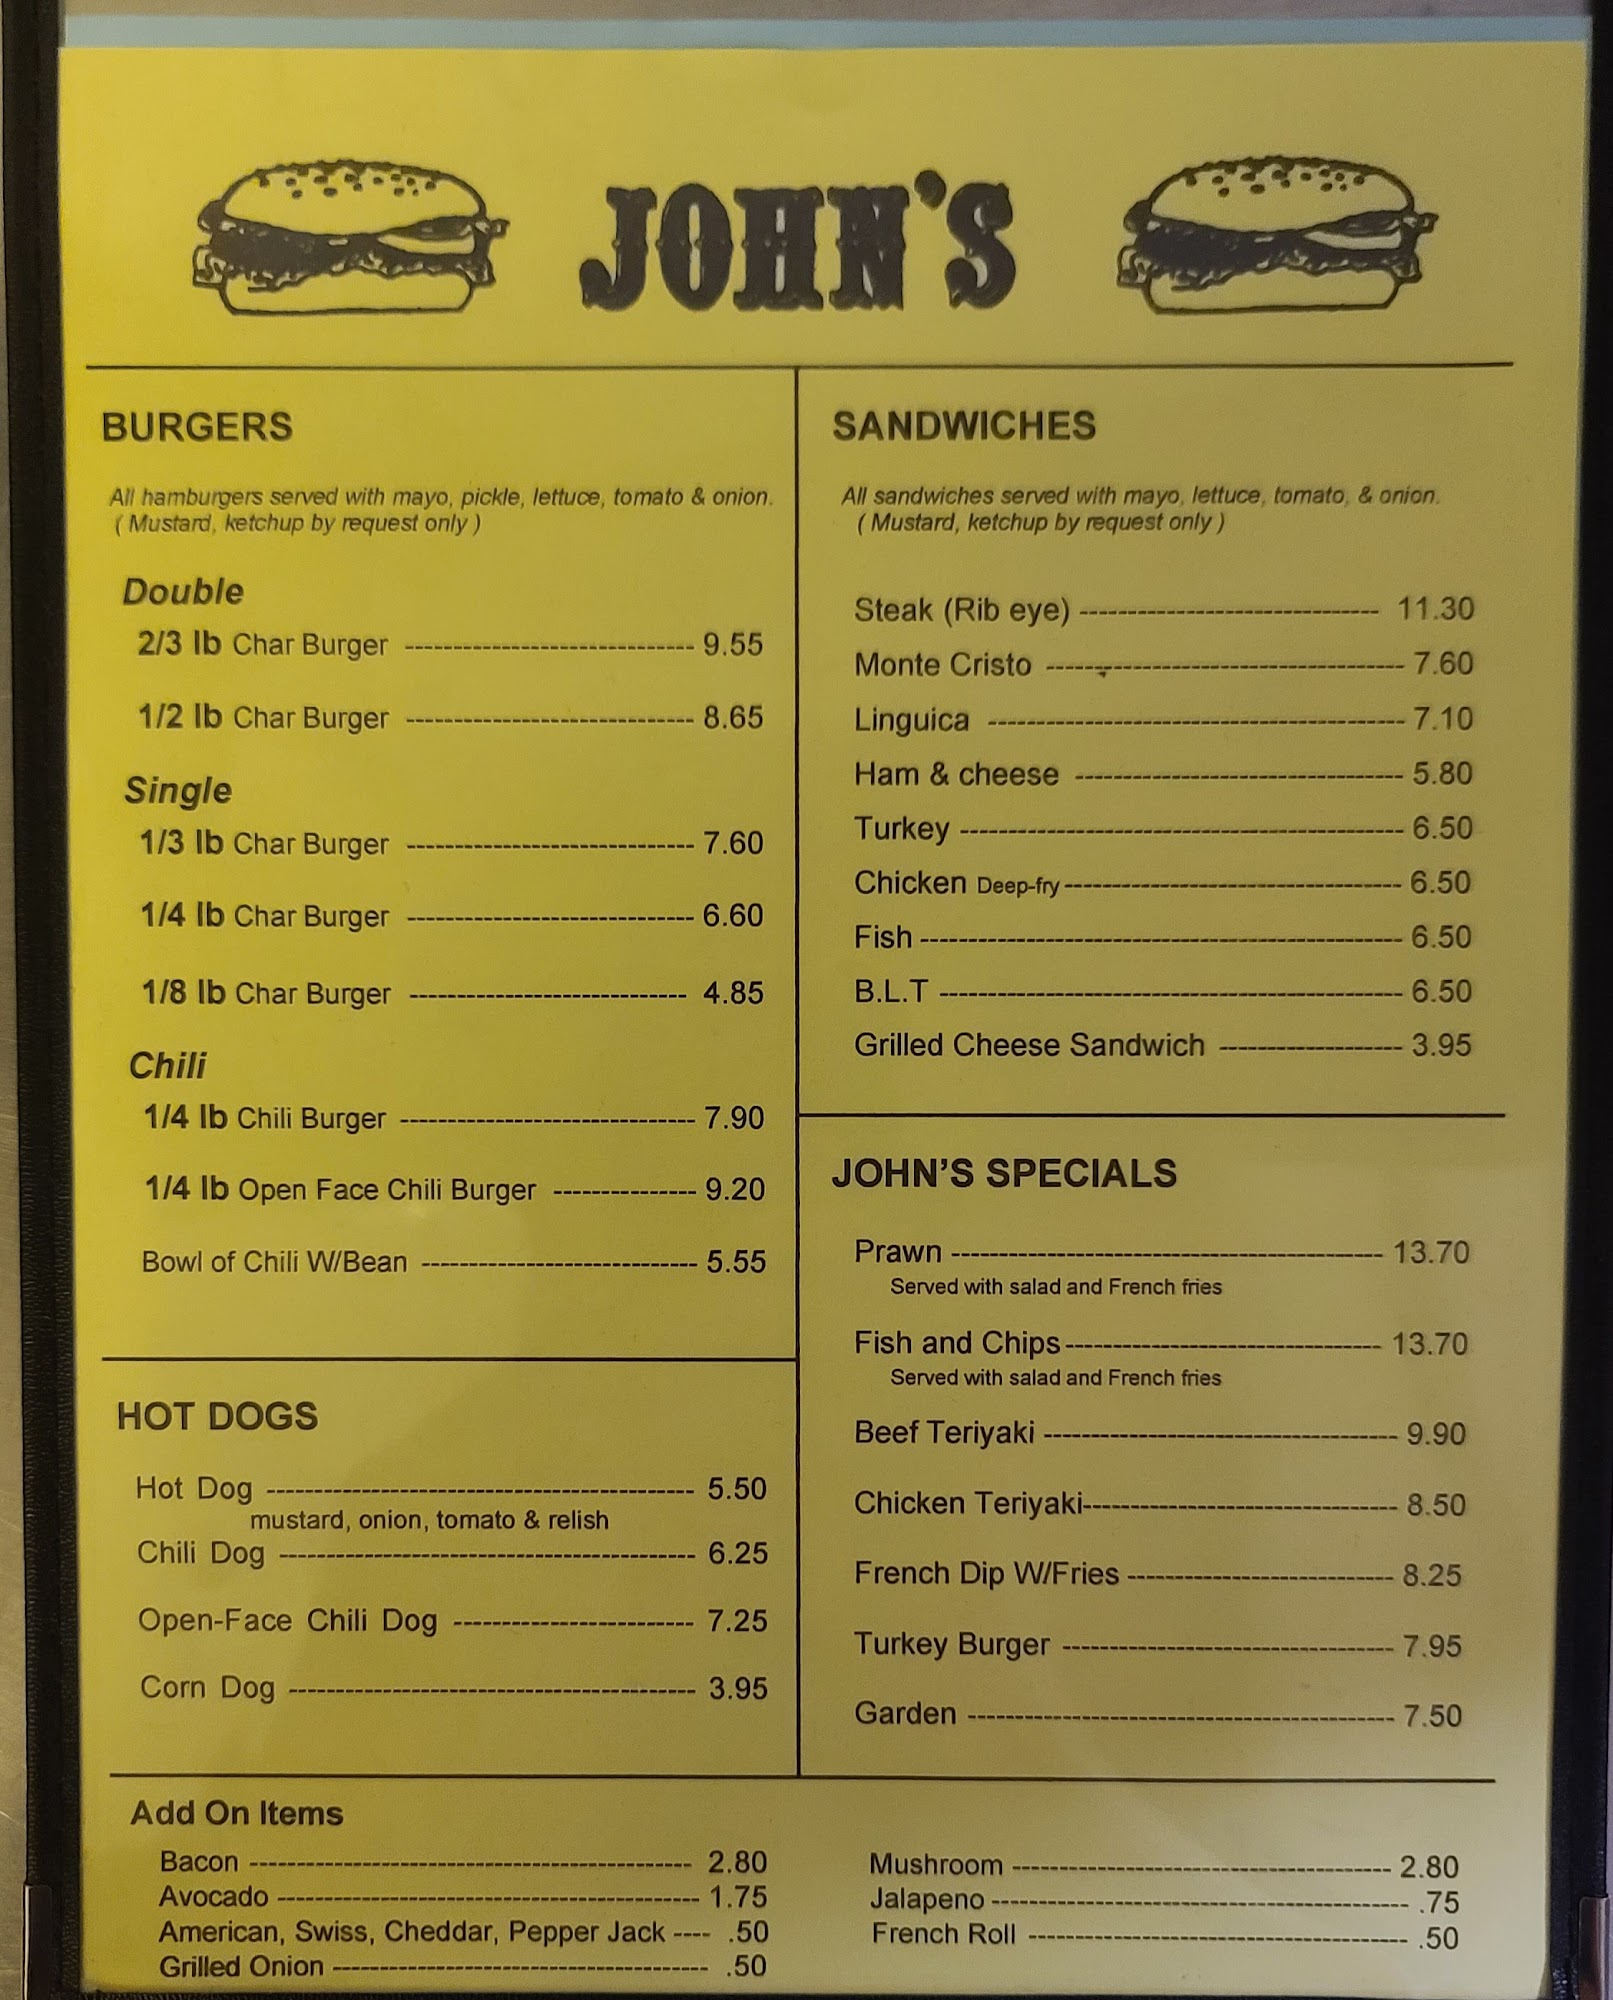 JOHN'S
BURGERS
All hamburgers served with mayo, pickle, lettuce, tomato & onion.
( Mustard, ketchup by request only )
Double
2/3 lb Char Burger ------------------------------ 9.55
1/2 lb Char Burger ------------------------------ 8.65
Single
1/3 lb Char Burger ------------------------------ 7.60
1/4 lb Char Burger ------------------------------ 6.60
1/8 lb Char Burger ----------------------------- 4.85
Chili
1/4 lb Chili Burger ------------------------------- 7.90
1/4 lb Open Face Chili Burger --------------- 9.20
Bowl of Chili W/Bean ----------------------------- 5.55
HOT DOGS
Hot Dog -------------------------------------------- 5.50
mustard, onion, tomato & relish
Chili Dog ------------------------------------------- 6.25
Open-Face Chili Dog ------------------------- 7.25
Corn Dog ------------------------------------------ 3.95
SANDWICHES
All sandwiches served with mayo, lettuce, tomato, & onion.
( Mustard, ketchup by request only )
Steak (Rib eye) ------------------------------- 11.30
Monte Cristo ------------------------------------- 7.60
Linguica ------------------------------------------- 7.10
Ham & cheese ---------------------------------- 5.80
Turkey ---------------------------------------------- 6.50
Chicken Deep-fry ----------------------------------- 6.50
Fish -------------------------------------------------- 6.50
B.L.T ------------------------------------------------ 6.50
Grilled Cheese Sandwich ------------------- 3.95
JOHN'S SPECIALS
Prawn --------------------------------------------- 13.70
Served with salad and French fries
Fish and Chips --------------------------------- 13.70
Served with salad and French fries
Beef Teriyaki ------------------------------------- 9.90
Chicken Teriyaki--------------------------------- 8.50
French Dip W/Fries ---------------------------- 8.25
Turkey Burger ---------------------------------- 7.95
Garden -------------------------------------------- 7.50
Add On Items
Bacon ---------------------------------------------- 2.80
Avocado -------------------------------------------- 1.75
American, Swiss, Cheddar, Pepper Jack ---- .50
Grilled Onion --------------------------------------- .50
Mushroom --------------------------------------- 2.80
Jalapeno ------------------------------------------- .75
French Roll --------------------------------------- .50